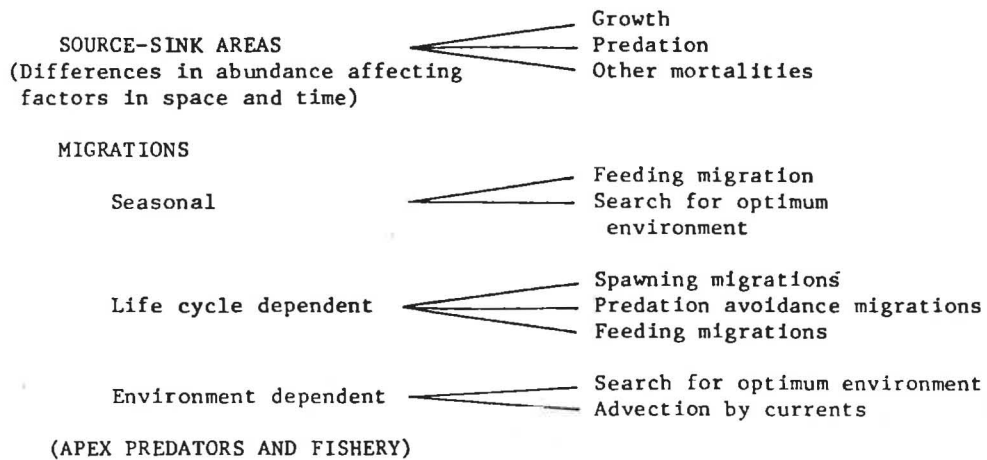 SOURCE-SINK AREAS
(Differences in abundance affecting
factors in space and time)
Growth
Predation
Other mortalities
MIGRATIONS
Seasonal
Feeding migration
Search for optimum
environment
Life cycle dependent
Spawning migrations
Predation avoidance migrations
Feeding migrations
Environment dependent
Search for optimum environment
Advection by currents
(APEX PREDATORS AND FISHERY)